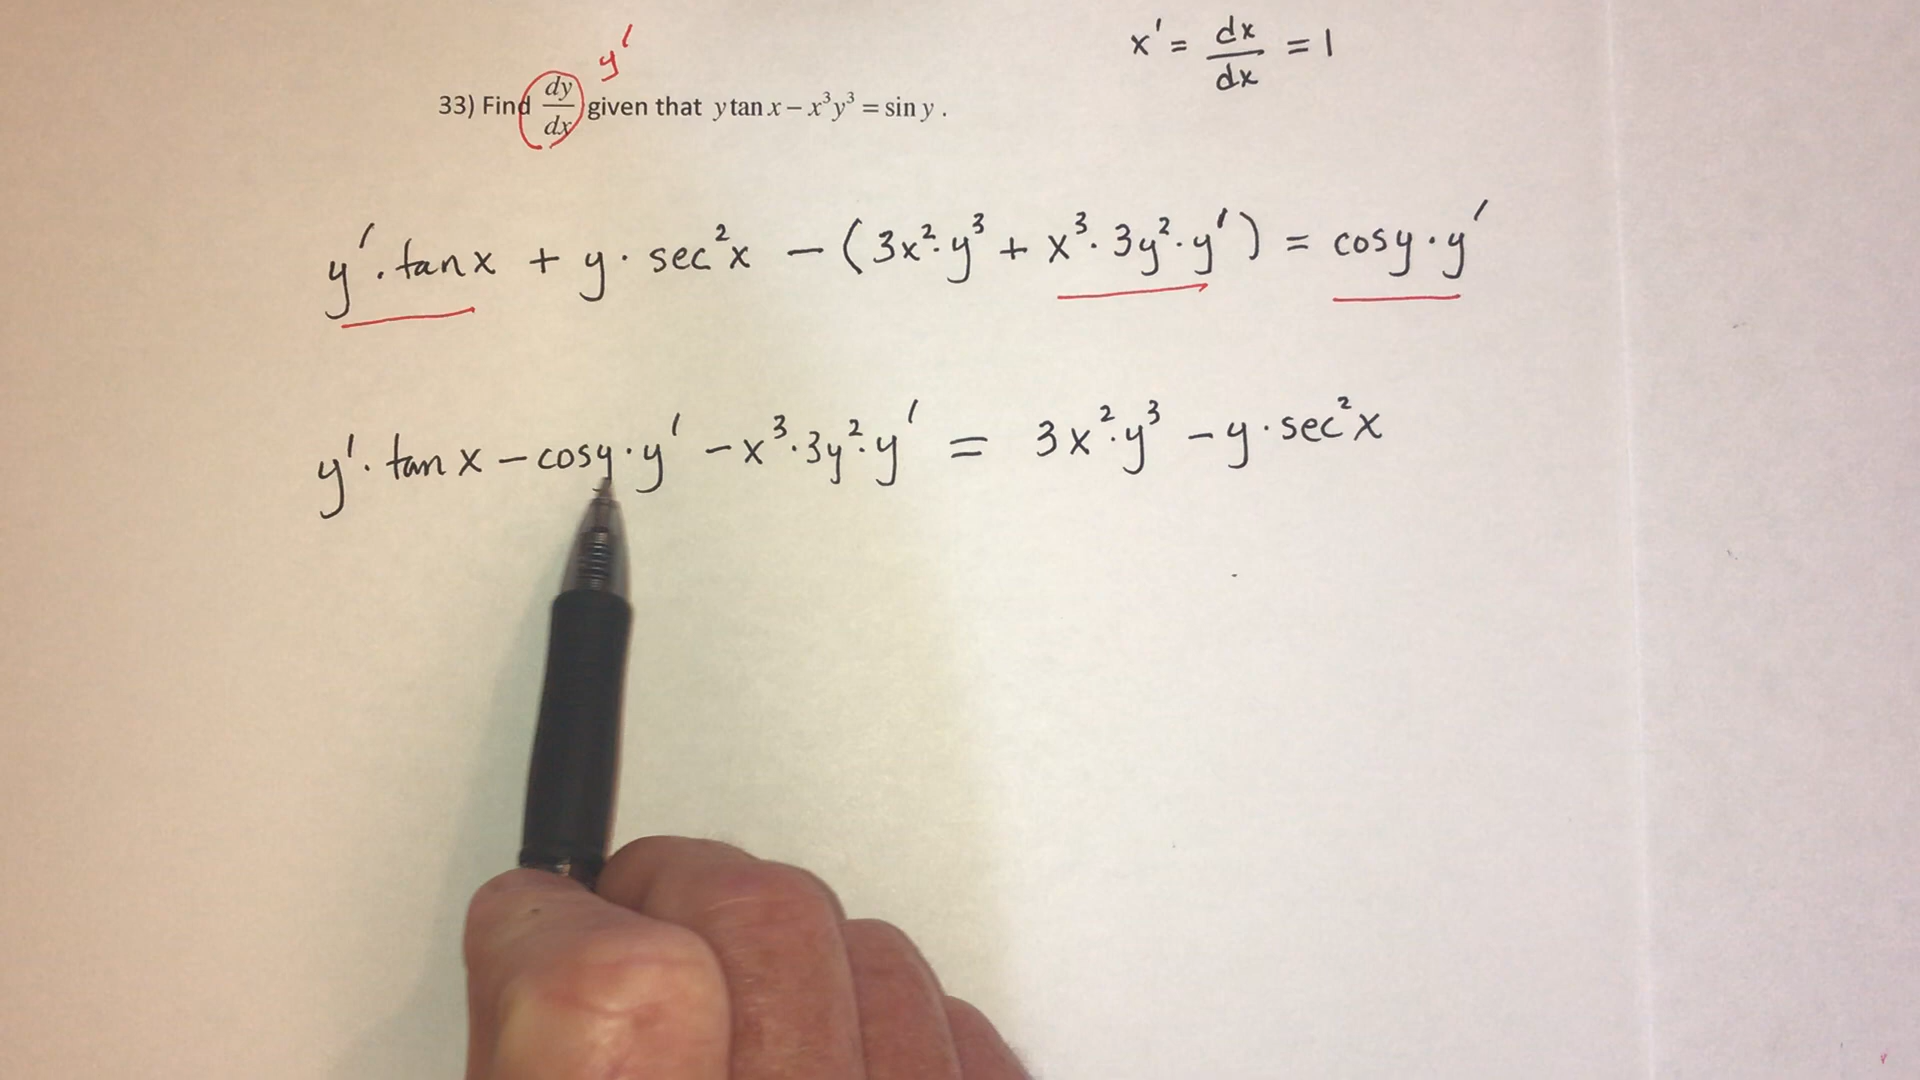 y'
x' = dx/dx = 1
33) Find dy/dx given that y tan x – x³y³ = sin y .
y' · tan x + y · sec²x – (3x² · y³ + x³ · 3y² · y') = cos y · y'
y' · tan x – cos y · y' – x³ · 3y² · y' = 3x² · y³ – y · sec²x